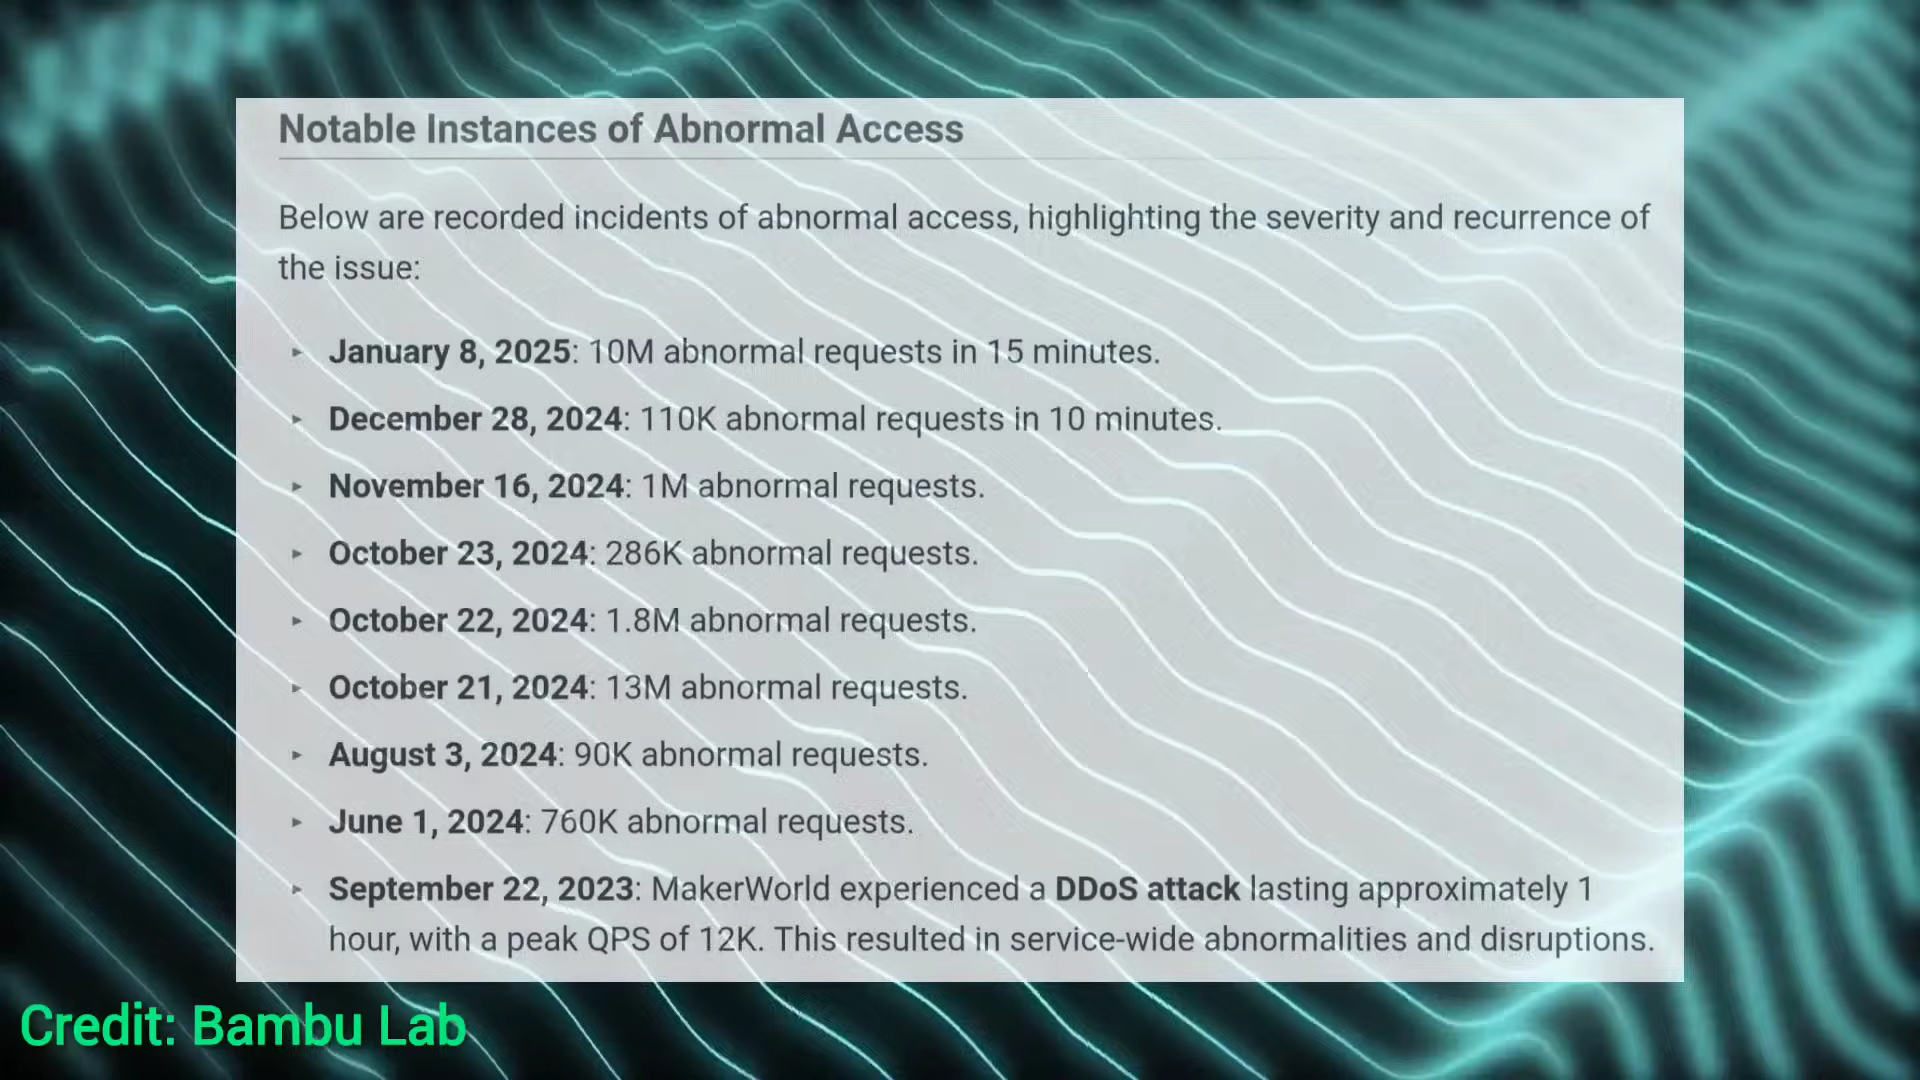 Notable Instances of Abnormal Access
Below are recorded incidents of abnormal access, highlighting the severity and recurrence of
the issue:
‣ January 8, 2025: 10M abnormal requests in 15 minutes.
‣ December 28, 2024: 110K abnormal requests in 10 minutes.
‣ November 16, 2024: 1M abnormal requests.
‣ October 23, 2024: 286K abnormal requests.
‣ October 22, 2024: 1.8M abnormal requests.
‣ October 21, 2024: 13M abnormal requests.
‣ August 3, 2024: 90K abnormal requests.
‣ June 1, 2024: 760K abnormal requests.
‣ September 22, 2023: MakerWorld experienced a DDoS attack lasting approximately 1
hour, with a peak QPS of 12K. This resulted in service-wide abnormalities and disruptions.
Credit: Bambu Lab